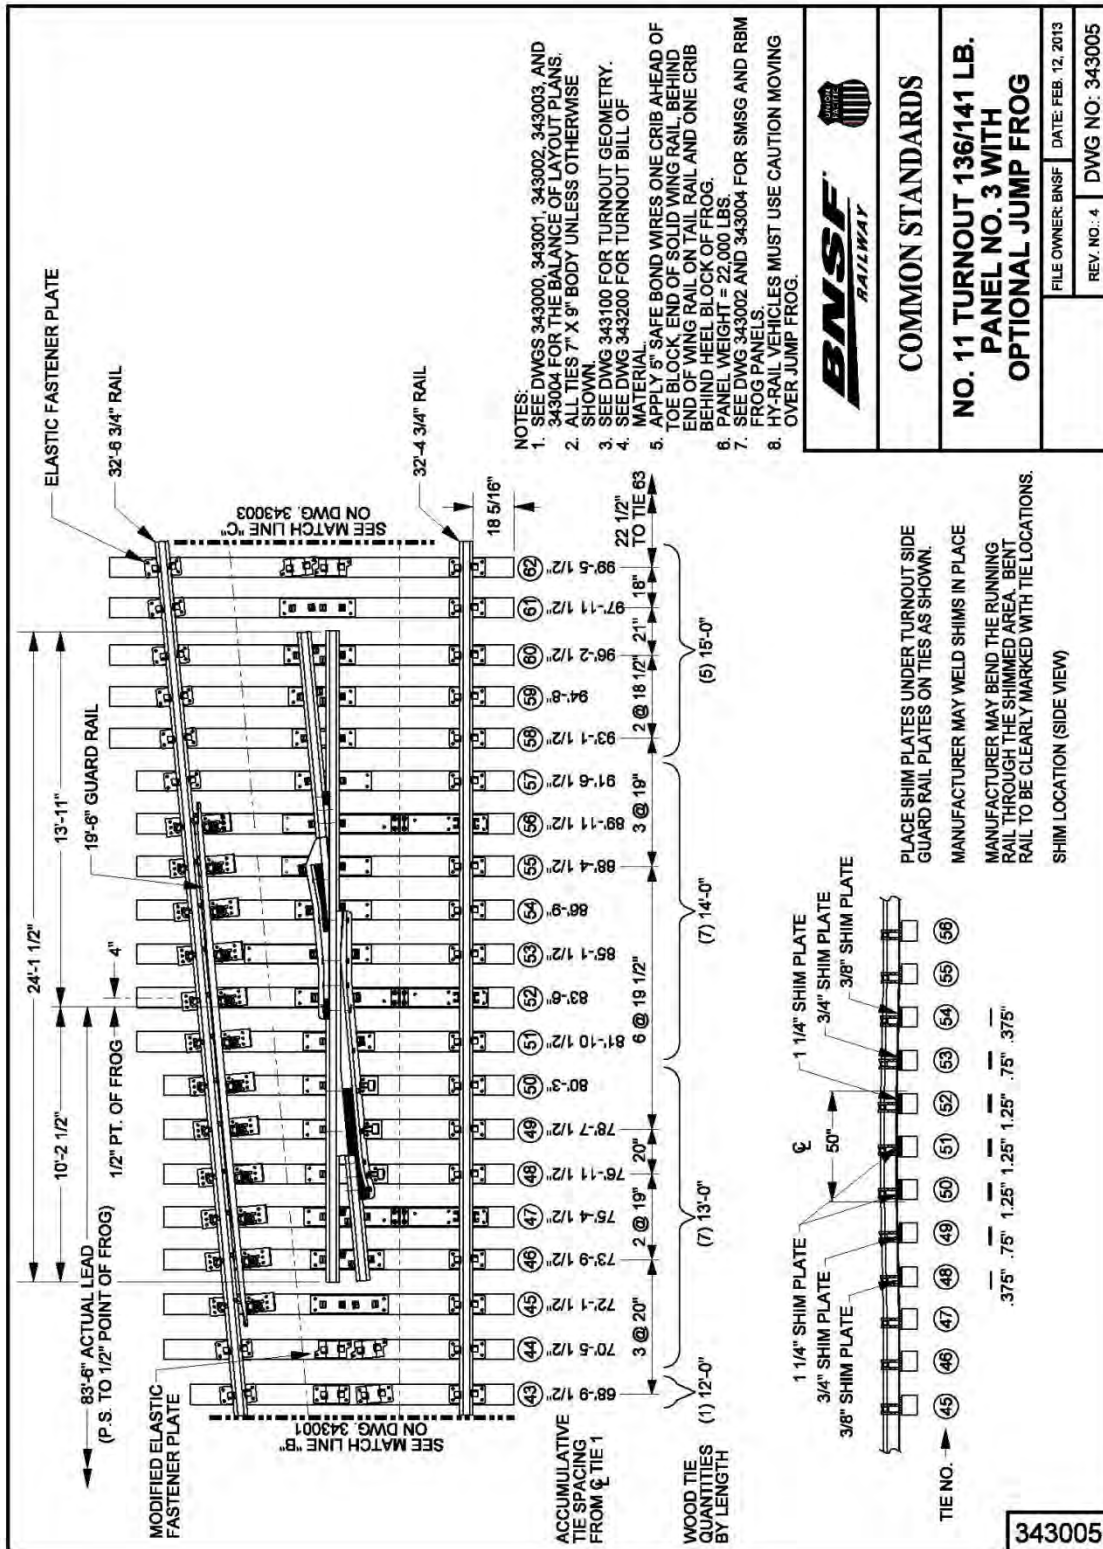 24'-1 1/2"
10'-2 1/2"
13'-11"
83'-6" ACTUAL LEAD
(P.S. TO 1/2" POINT OF FROG)
1/2" PT. OF FROG
4"
19'-6" GUARD RAIL
ELASTIC FASTENER PLATE
32'-6 3/4" RAIL
MODIFIED ELASTIC
FASTENER PLATE
SEE MATCH LINE "B"
ON DWG. 343001
SEE MATCH LINE "C"
ON DWG. 343003
32'-4 3/4" RAIL
18 5/16"
43 44 45 46 47 48 49 50 51 52 53 54 55 56 57 58 59 60 61 62
ACCUMULATIVE
TIE SPACING
FROM ℄ TIE 1
68'-9 1/2"
70'-5 1/2"
72'-1 1/2"
73'-9 1/2"
75'-4 1/2"
76'-11 1/2"
78'-7 1/2"
80'-3"
81'-10 1/2"
83'-6"
85'-1 1/2"
86'-9"
88'-4 1/2"
89'-11 1/2"
91'-6 1/2"
93'-1 1/2"
94'-8"
96'-2 1/2"
97'-11 1/2"
99'-5 1/2"
3 @ 20" 2 @ 19" 20" 6 @ 19 1/2" 3 @ 19" 2 @ 18 1/2" 21" 18" 22 1/2"
TO TIE 63
WOOD TIE
QUANTITIES
BY LENGTH
(1) 12'-0" (7) 13'-0" (7) 14'-0" (5) 15'-0"
NOTES:
1. SEE DWGS 343000, 343001, 343002, 343003, AND
343004 FOR THE BALANCE OF LAYOUT PLANS.
2. ALL TIES 7" X 9" BODY UNLESS OTHERWISE
SHOWN.
3. SEE DWG 343100 FOR TURNOUT GEOMETRY.
4. SEE DWG 343200 FOR TURNOUT BILL OF
MATERIAL.
5. APPLY 5" SAFE BOND WIRES ONE CRIB AHEAD OF
TOE BLOCK, END OF SOLID WING RAIL, BEHIND
END OF WING RAIL ON TAIL RAIL AND ONE CRIB
BEHIND HEEL BLOCK OF FROG.
6. PANEL WEIGHT = 22,000 LBS.
7. SEE DWG 343002 AND 343004 FOR SMSG AND RBM
FROG PANELS.
8. HY-RAIL VEHICLES MUST USE CAUTION MOVING
OVER JUMP FROG.
1 1/4" SHIM PLATE
3/4" SHIM PLATE
3/8" SHIM PLATE
℄
50"
1 1/4" SHIM PLATE
3/4" SHIM PLATE
3/8" SHIM PLATE
TIE NO. 45 46 47 48 49 50 51 52 53 54 55 56
.375" .75" 1.25" 1.25" 1.25" .75" .375"
PLACE SHIM PLATES UNDER TURNOUT SIDE
GUARD RAIL PLATES ON TIES AS SHOWN.
MANUFACTURER MAY WELD SHIMS IN PLACE
MANUFACTURER MAY BEND THE RUNNING
RAIL THROUGH THE SHIMMED AREA. BENT
RAIL TO BE CLEARLY MARKED WITH TIE LOCATIONS.
SHIM LOCATION (SIDE VIEW)
BNSF
RAILWAY
UNION
PACIFIC
COMMON STANDARDS
NO. 11 TURNOUT 136/141 LB.
PANEL NO. 3 WITH
OPTIONAL JUMP FROG
FILE OWNER: BNSF DATE: FEB. 12, 2013
REV. NO.: 4 DWG NO: 343005
343005